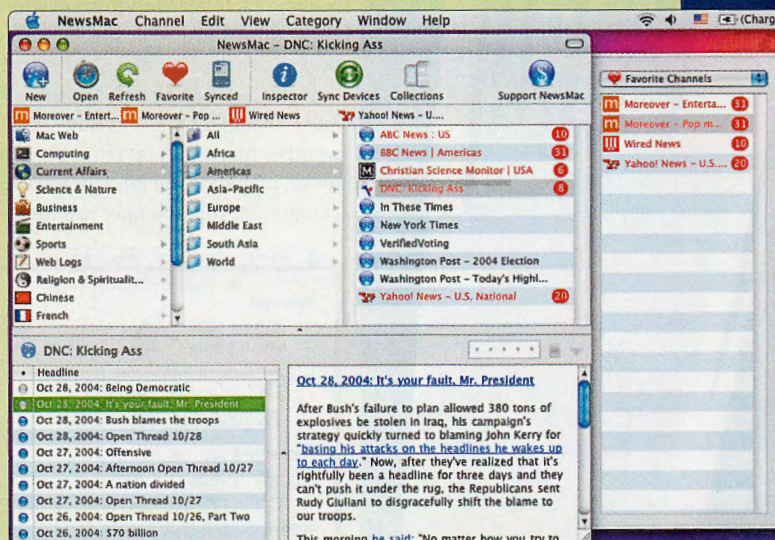 NewsMac Channel Edit View Category Window Help (Charg
NewsMac – DNC: Kicking Ass
New Open Refresh Favorite Synced Inspector Sync Devices Collections Support NewsMac
Moreover – Entert... Moreover – Pop ... Wired News Yahoo! News – U....
Mac Web
Computing
Current Affairs
Science & Nature
Business
Entertainment
Sports
Web Logs
Religion & Spiritualit...
Chinese
French
All
Africa
Americas
Asia-Pacific
Europe
Middle East
South Asia
World
ABC News : US 10
BBC News | Americas 31
Christian Science Monitor | USA 6
DNC: Kicking Ass 8
In These Times
New York Times
VerifiedVoting
Washington Post – 2004 Election
Washington Post – Today's Highl...
Yahoo! News – U.S. National 20
Favorite Channels
Moreover – Enterta... 31
Moreover – Pop m... 31
Wired News 10
Yahoo! News – U.S.... 20
DNC: Kicking Ass
Headline
Oct 28, 2004: Being Democratic
Oct 28, 2004: It's your fault, Mr. President
Oct 28, 2004: Bush blames the troops
Oct 28, 2004: Open Thread 10/28
Oct 27, 2004: Offensive
Oct 27, 2004: Afternoon Open Thread 10/27
Oct 27, 2004: A nation divided
Oct 27, 2004: Open Thread 10/27
Oct 26, 2004: Open Thread 10/26, Part Two
Oct 26, 2004: $70 billion
Oct 28, 2004: It's your fault, Mr. President
After Bush's failure to plan allowed 380 tons of
explosives be stolen in Iraq, his campaign's
strategy quickly turned to blaming John Kerry for
"basing his attacks on the headlines he wakes up
to each day." Now, after they've realized that it's
rightfully been a headline for three days and they
can't push it under the rug, the Republicans sent
Rudy Giuliani to disgracefully shift the blame to
our troops.
This morning he said: "No matter how you try to